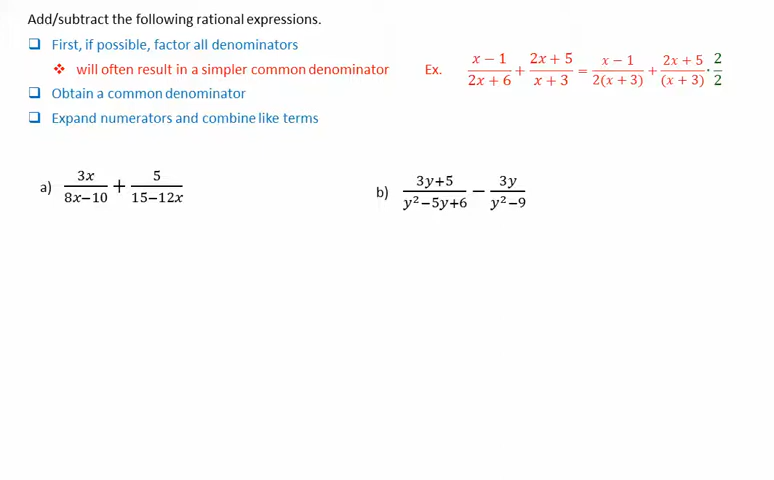 Add/subtract the following rational expressions.
❑ First, if possible, factor all denominators
❖ will often result in a simpler common denominator
Ex. (x − 1)/(2x + 6) + (2x + 5)/(x + 3) = (x − 1)/(2(x + 3)) + (2x + 5)/((x + 3)) · 2/2
❑ Obtain a common denominator
❑ Expand numerators and combine like terms
a) 3x/(8x−10) + 5/(15−12x)
b) (3y+5)/(y²−5y+6) − 3y/(y²−9)